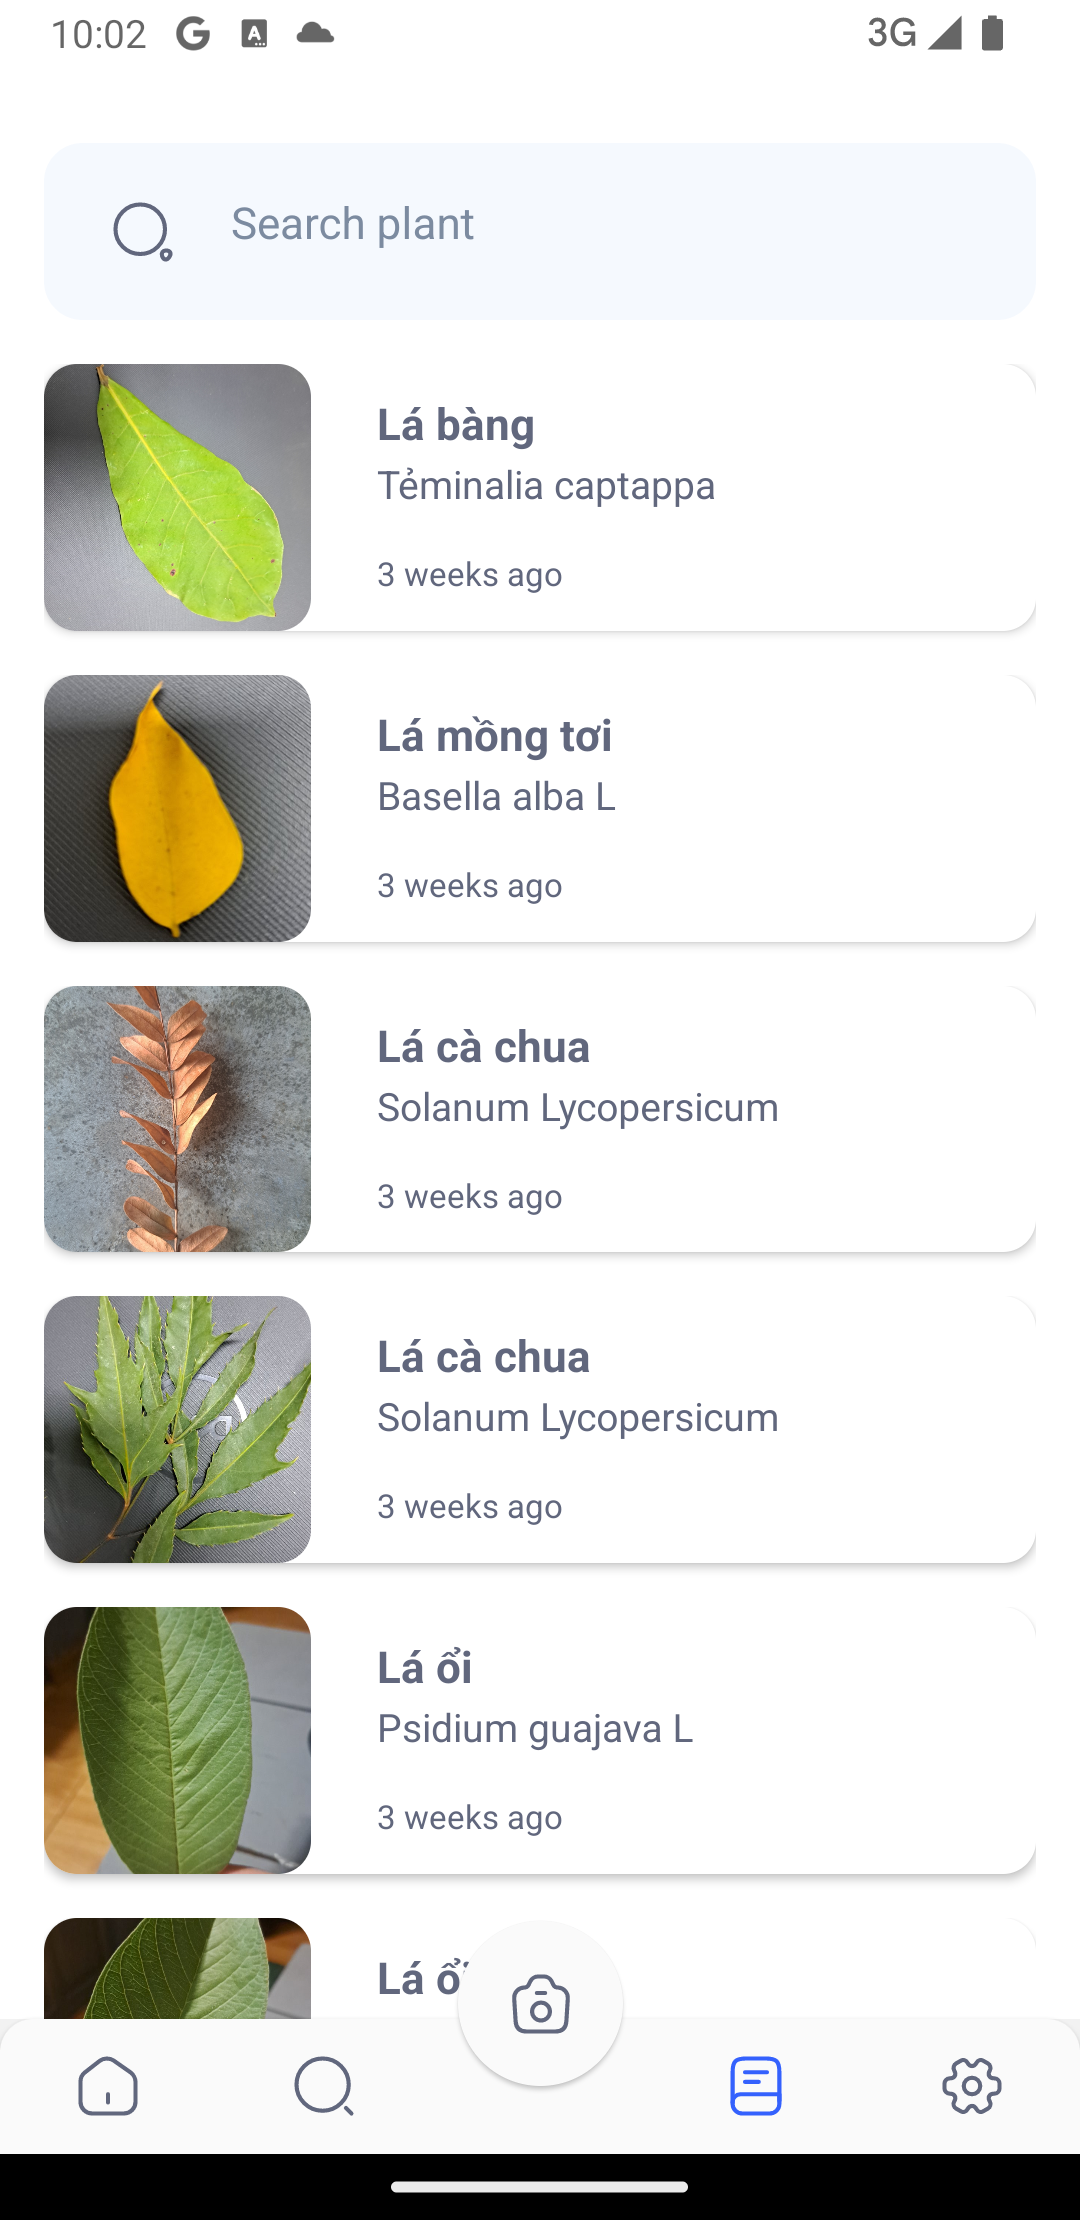 10:02
3G
Search plant
Lá bàng
Tẻminalia captappa
3 weeks ago
Lá mồng tơi
Basella alba L
3 weeks ago
Lá cà chua
Solanum Lycopersicum
3 weeks ago
Lá cà chua
Solanum Lycopersicum
3 weeks ago
Lá ổi
Psidium guajava L
3 weeks ago
Lá